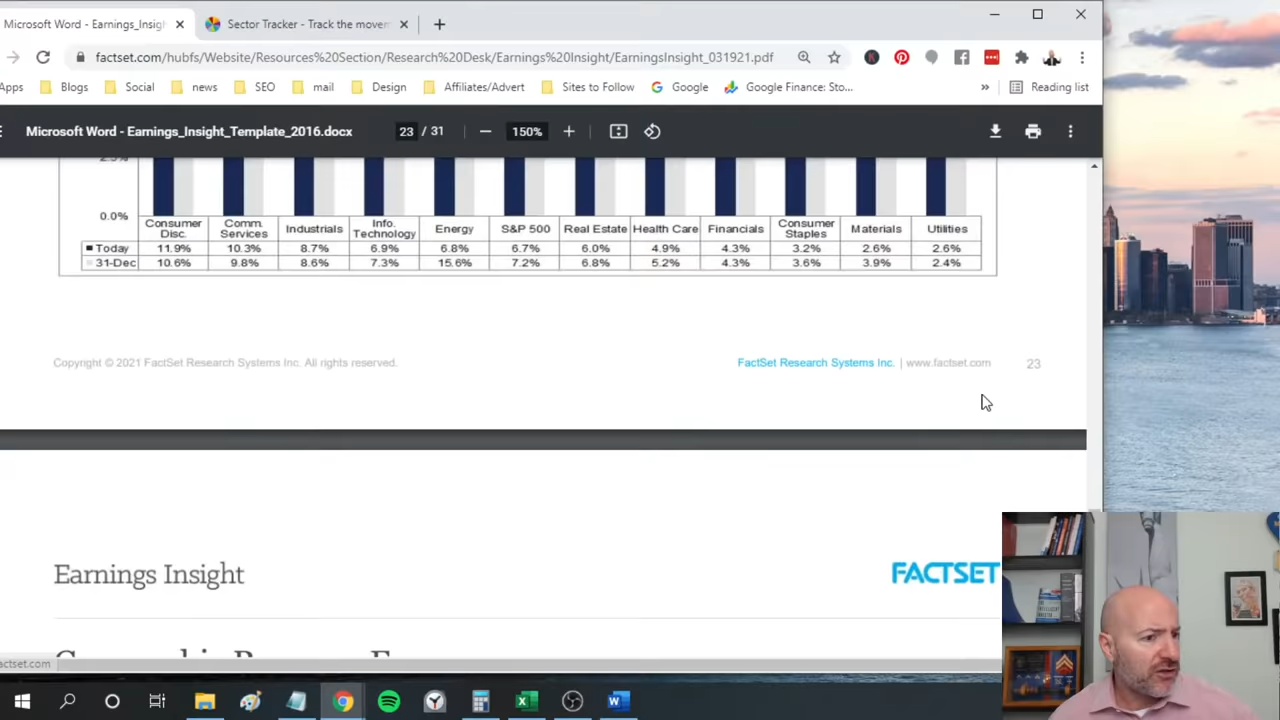 Microsoft Word - Earnings_Insigh
Sector Tracker - Track the movem
factset.com/hubfs/Website/Resources%20Section/Research%20Desk/Earnings%20Insight/EarningsInsight_031921.pdf
Apps
Blogs
Social
news
SEO
mail
Design
Affiliates/Advert
Sites to Follow
Google
Google Finance: Sto...
»
Reading list
Microsoft Word - Earnings_Insight_Template_2016.docx
23 / 31
150%
2.5%
0.0%
Consumer Disc. Comm. Services Industrials Info. Technology Energy S&P 500 Real Estate Health Care Financials Consumer Staples Materials Utilities
Today 11.9% 10.3% 8.7% 6.9% 6.8% 6.7% 6.0% 4.9% 4.3% 3.2% 2.6% 2.6%
31-Dec 10.6% 9.8% 8.6% 7.3% 15.6% 7.2% 6.8% 5.2% 4.3% 3.6% 3.9% 2.4%
Copyright © 2021 FactSet Research Systems Inc. All rights reserved.
FactSet Research Systems Inc. | www.factset.com
23
Earnings Insight
FACTSET
actset.com